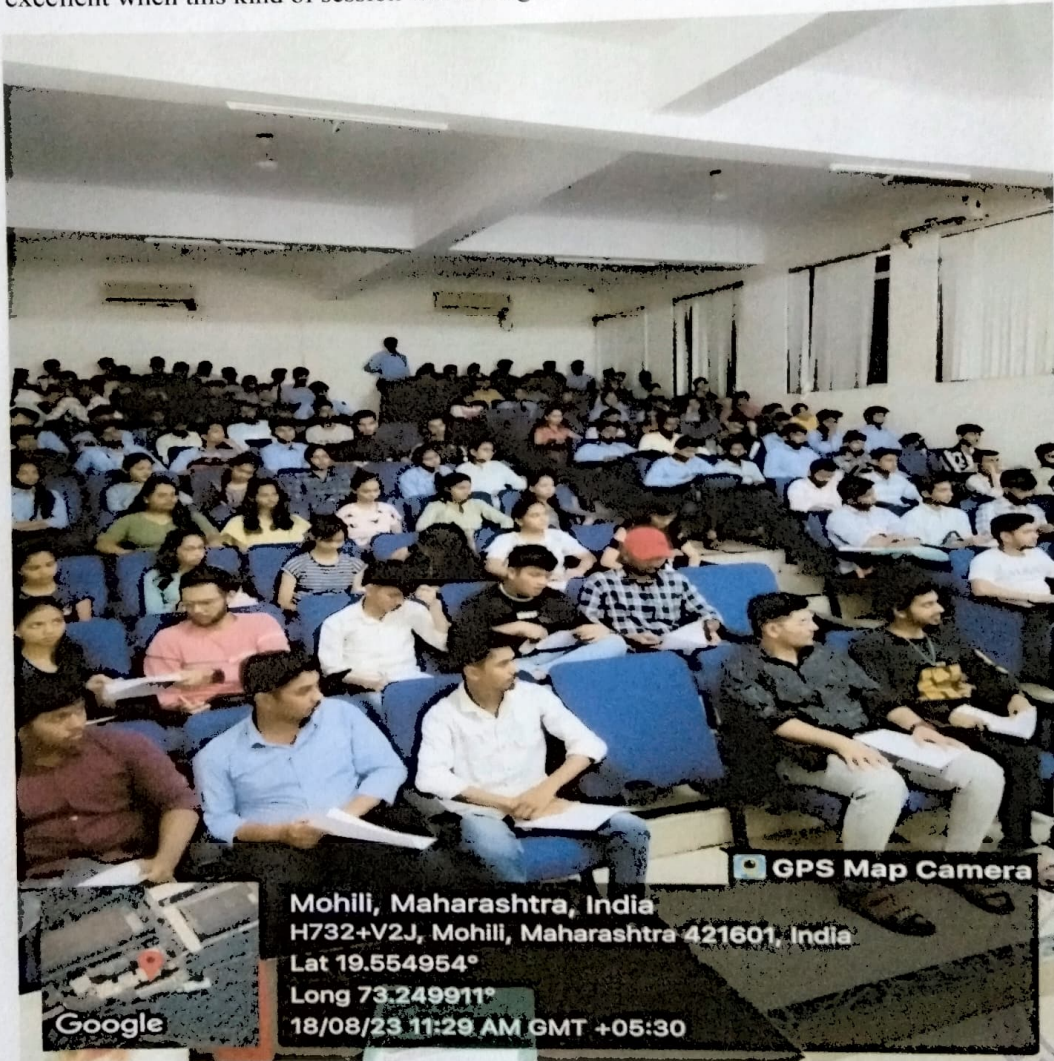 excellent when this kind of session
GPS Map Camera
Mohili, Maharashtra, India
H732+V2J, Mohili, Maharashtra 421601, India
Lat 19.554954°
Long 73.249911°
18/08/23 11:29 AM GMT +05:30
Google